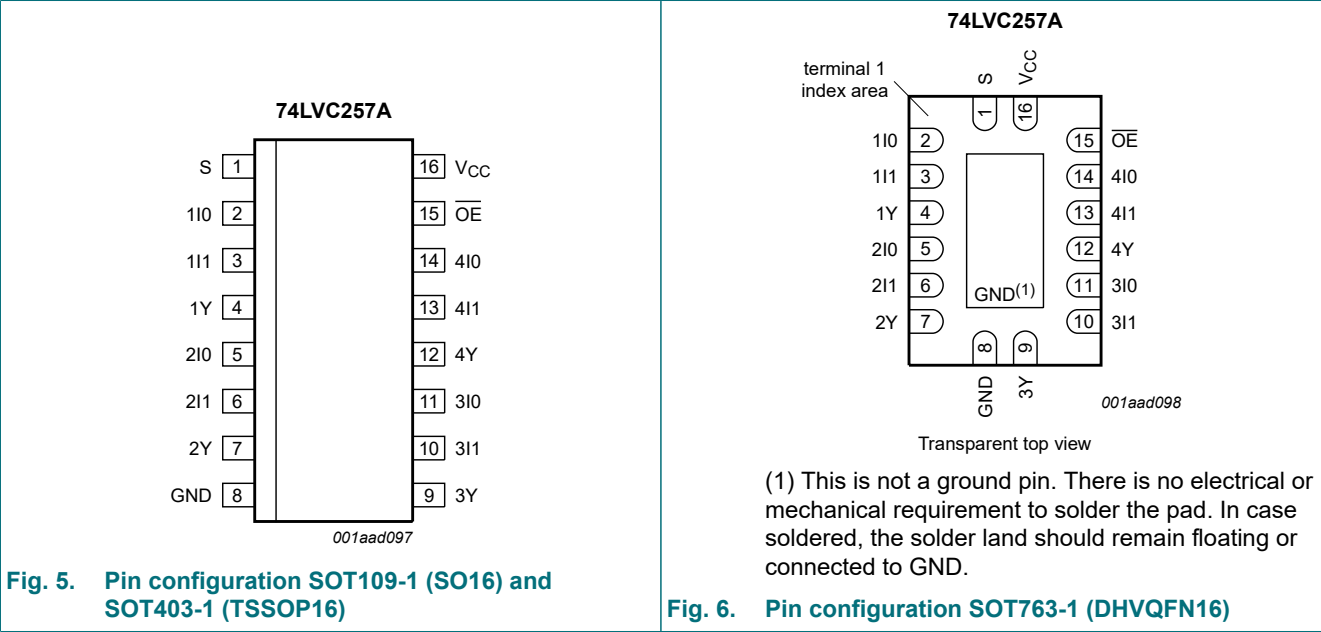 74LVC257A
S 1 16 VCC
1I0 2 15 OE
1I1 3 14 4I0
1Y 4 13 4I1
2I0 5 12 4Y
2I1 6 11 3I0
2Y 7 10 3I1
GND 8 9 3Y
001aad097
Fig. 5. Pin configuration SOT109-1 (SO16) and
SOT403-1 (TSSOP16)
74LVC257A
terminal 1
index area
S VCC
1 16
1I0 2 15 OE
1I1 3 14 4I0
1Y 4 13 4I1
2I0 5 12 4Y
2I1 6 11 3I0
2Y 7 10 3I1
GND(1)
8 9
GND 3Y
001aad098
Transparent top view
(1) This is not a ground pin. There is no electrical or
mechanical requirement to solder the pad. In case
soldered, the solder land should remain floating or
connected to GND.
Fig. 6. Pin configuration SOT763-1 (DHVQFN16)